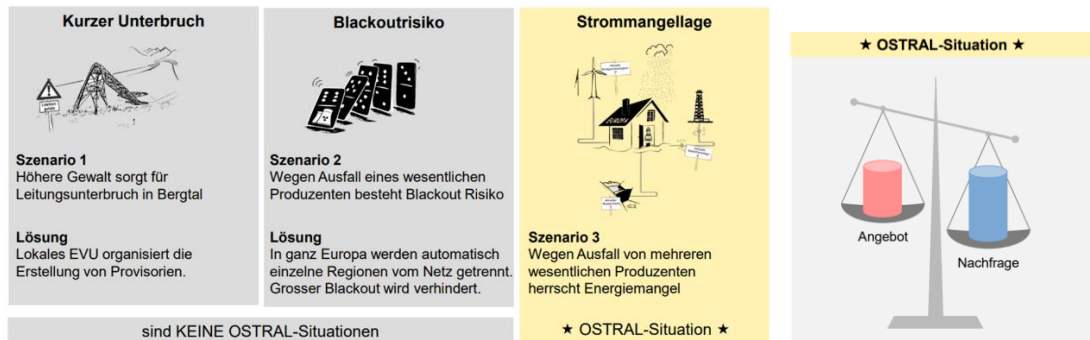 Kurzer Unterbruch
Szenario 1
Höhere Gewalt sorgt für
Leitungsunterbruch in Bergtal
Lösung
Lokales EVU organisiert die
Erstellung von Provisorien.
Blackoutrisiko
Szenario 2
Wegen Ausfall eines wesentlichen
Produzenten besteht Blackout Risiko
Lösung
In ganz Europa werden automatisch
einzelne Regionen vom Netz getrennt.
Grosser Blackout wird verhindert.
sind KEINE OSTRAL-Situationen
Strommangellage
EUROPA
Szenario 3
Wegen Ausfall von mehreren
wesentlichen Produzenten
herrscht Energiemangel
★ OSTRAL-Situation ★
★ OSTRAL-Situation ★
Angebot
Nachfrage